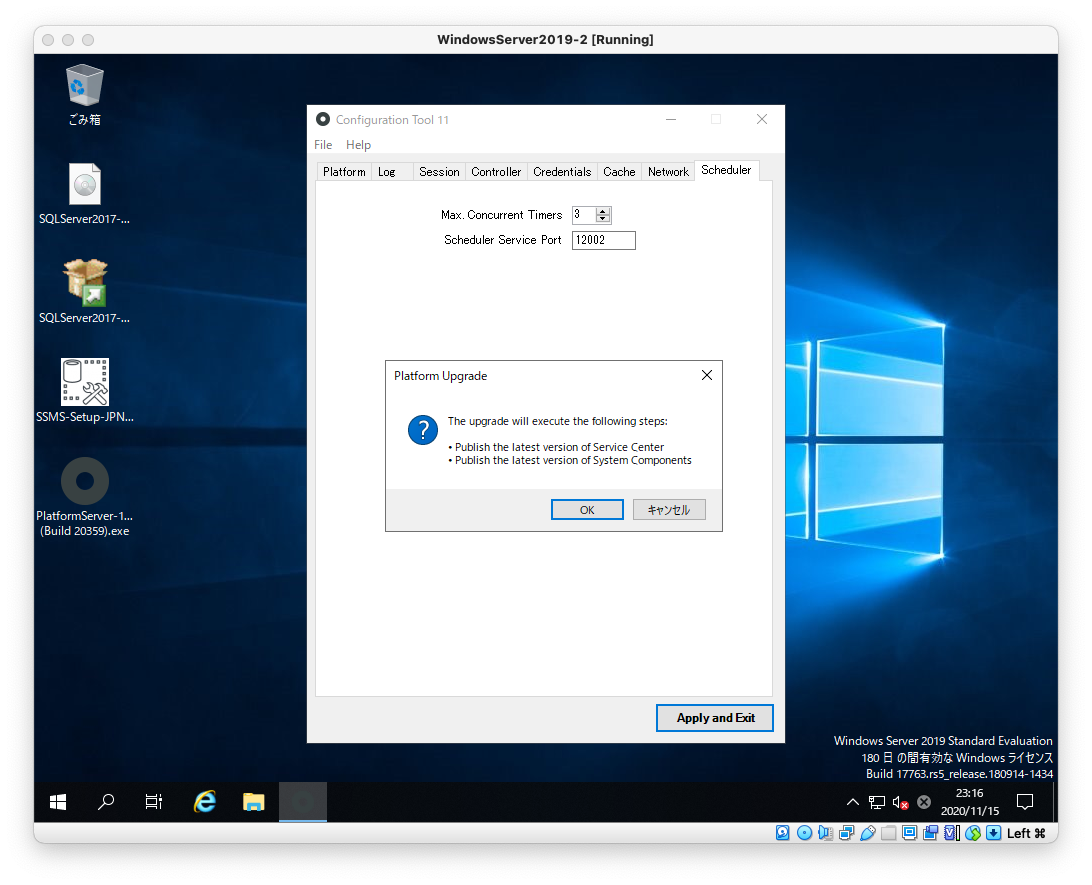 WindowsServer2019-2 [Running]
ごみ箱
SQLServer2017-...
SQLServer2017-...
SSMS-Setup-JPN...
PlatformServer-1...
(Build 20359).exe
Configuration Tool 11
File Help
Platform Log Session Controller Credentials Cache Network Scheduler
Max. Concurrent Timers 3
Scheduler Service Port 12002
Platform Upgrade
The upgrade will execute the following steps:
• Publish the latest version of Service Center
• Publish the latest version of System Components
OK キャンセル
Apply and Exit
Windows Server 2019 Standard Evaluation
180 日 の間有効な Windows ライセンス
Build 17763.rs5_release.180914-1434
23:16
2020/11/15
Left ⌘